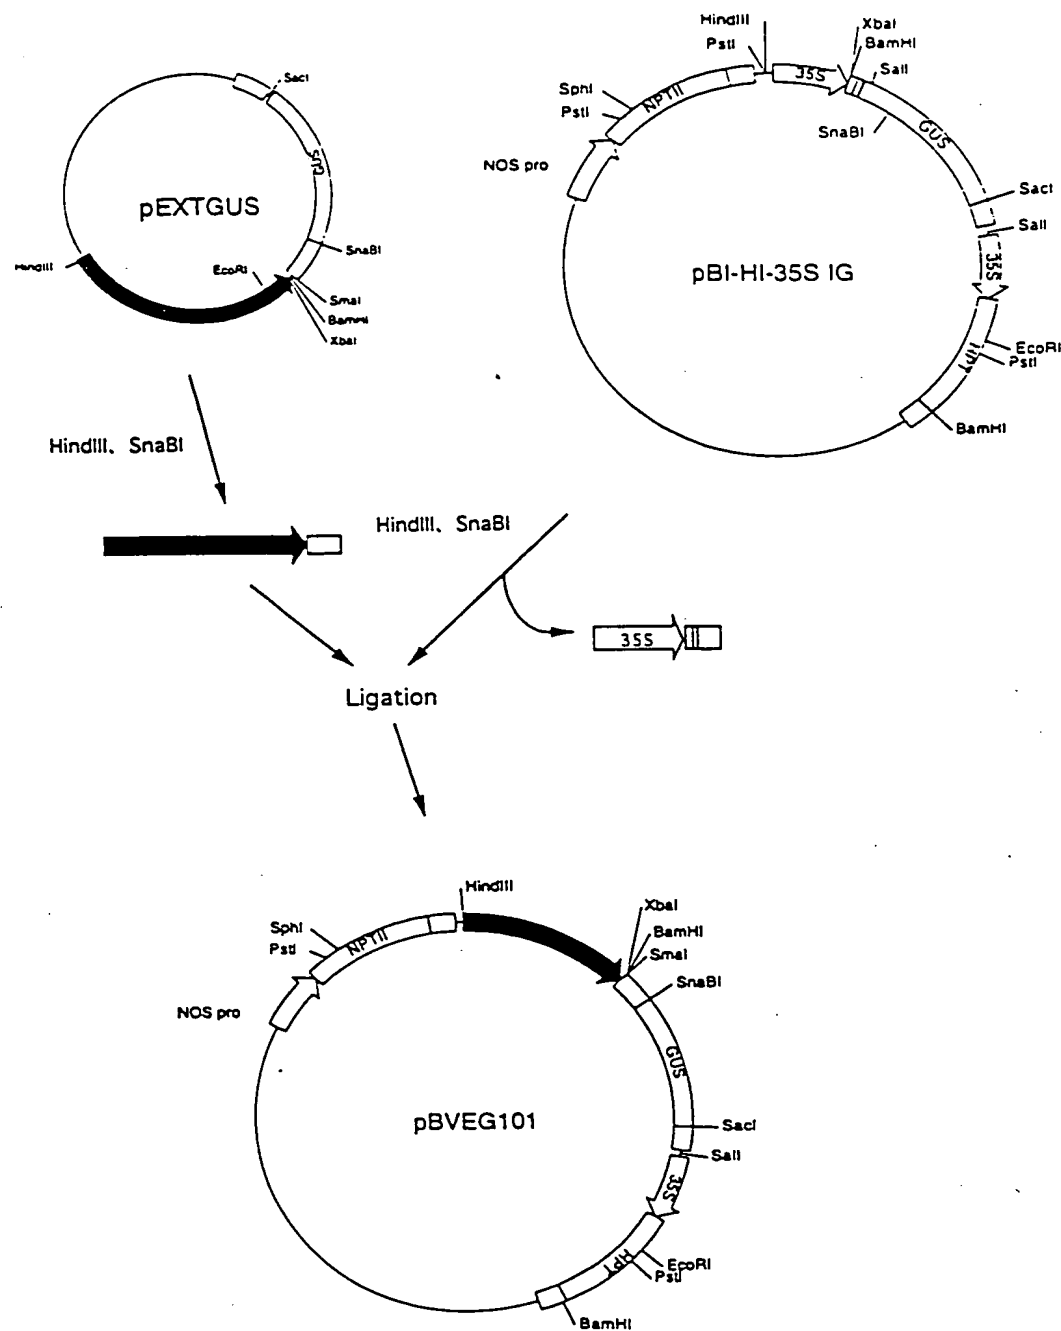 SacI
GUS
pEXTGUS
SnaBI
HindIII
EcoRI
SmaI
BamHI
XbaI
HindIII
PstI
35S
XbaI
BamHI
SalI
SphI
PstI
NPTII
SnaBI
GUS
NOS pro
SacI
SalI
35S
pBI-HI-35S IG
EcoRI
PstI
HPT
BamHI
HindIII、SnaBI
HindIII、SnaBI
35S
Ligation
HindIII
XbaI
BamHI
SmaI
SnaBI
SphI
PstI
NPTII
NOS pro
GUS
pBVEG101
SacI
SalI
35S
HPT
EcoRI
PstI
BamHI